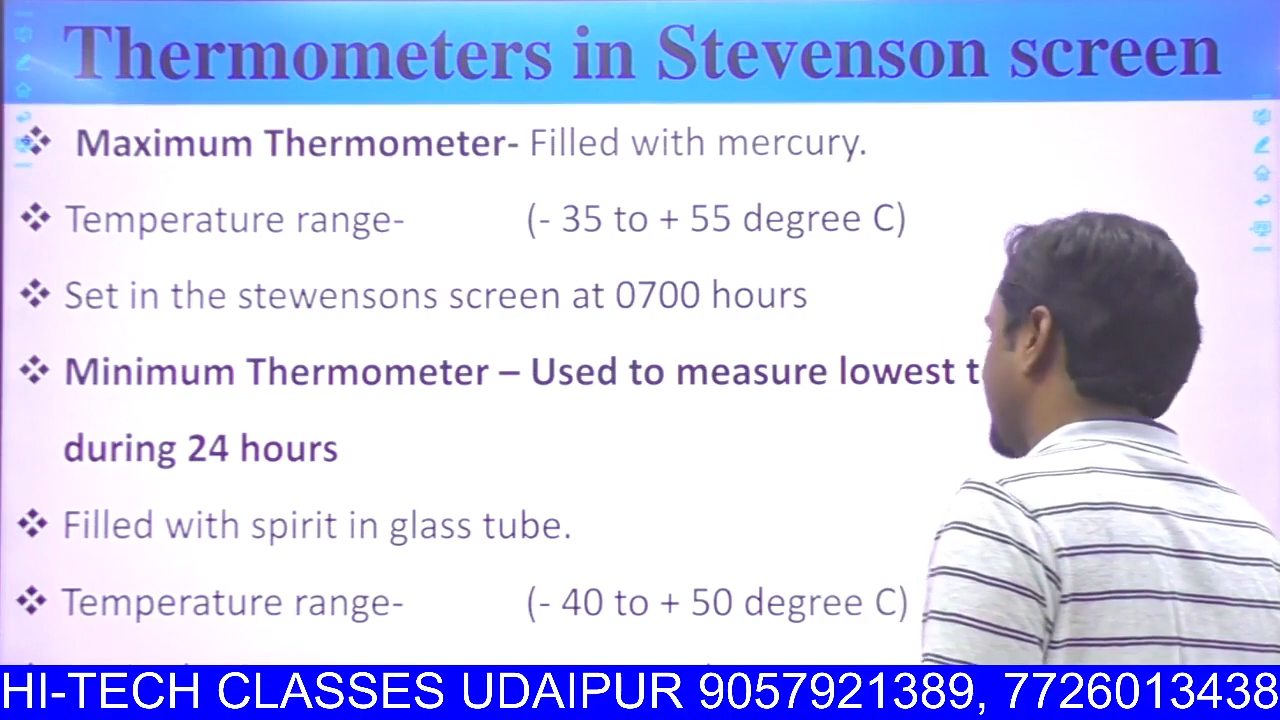 Thermometers in Stevenson screen
Maximum Thermometer- Filled with mercury.
Temperature range- (- 35 to + 55 degree C)
Set in the stewensons screen at 0700 hours
Minimum Thermometer – Used to measure lowest
during 24 hours
Filled with spirit in glass tube.
Temperature range- (- 40 to + 50 degree C)
HI-TECH CLASSES UDAIPUR 9057921389, 7726013438